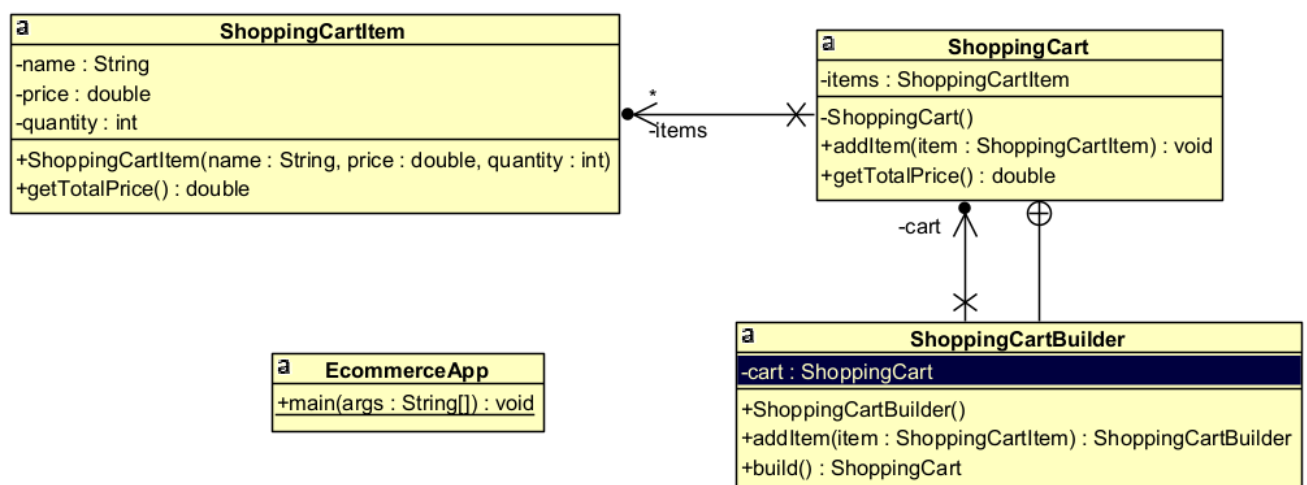 a
ShoppingCartItem
-name : String
-price : double
-quantity : int
+ShoppingCartItem(name : String, price : double, quantity : int)
+getTotalPrice() : double
*
-items
a
ShoppingCart
-items : ShoppingCartItem
-ShoppingCart()
+addItem(item : ShoppingCartItem) : void
+getTotalPrice() : double
-cart
a
EcommerceApp
+main(args : String[]) : void
a
ShoppingCartBuilder
-cart : ShoppingCart
+ShoppingCartBuilder()
+addItem(item : ShoppingCartItem) : ShoppingCartBuilder
+build() : ShoppingCart